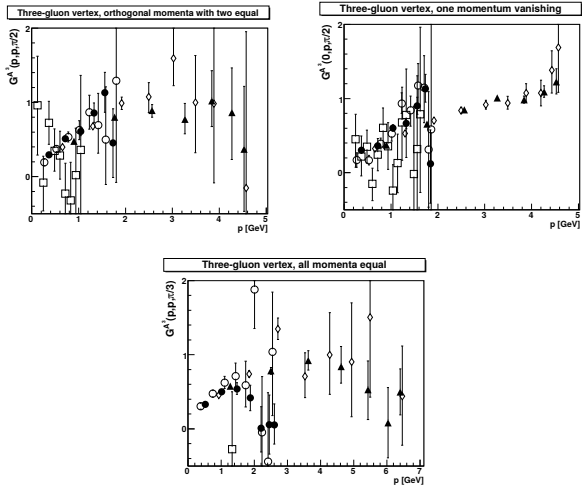 Three-gluon vertex, orthogonal momenta with two equal
G^{A^3}(p,p,π/2)
2
1
0
0 1 2 3 4 5
p [GeV]
Three-gluon vertex, one momentum vanishing
G^{A^3}(0,p,π/2)
2
1
0
0 1 2 3 4 5
p [GeV]
Three-gluon vertex, all momenta equal
G^{A^3}(p,p,π/3)
2
1
0
0 1 2 3 4 5 6 7
p [GeV]